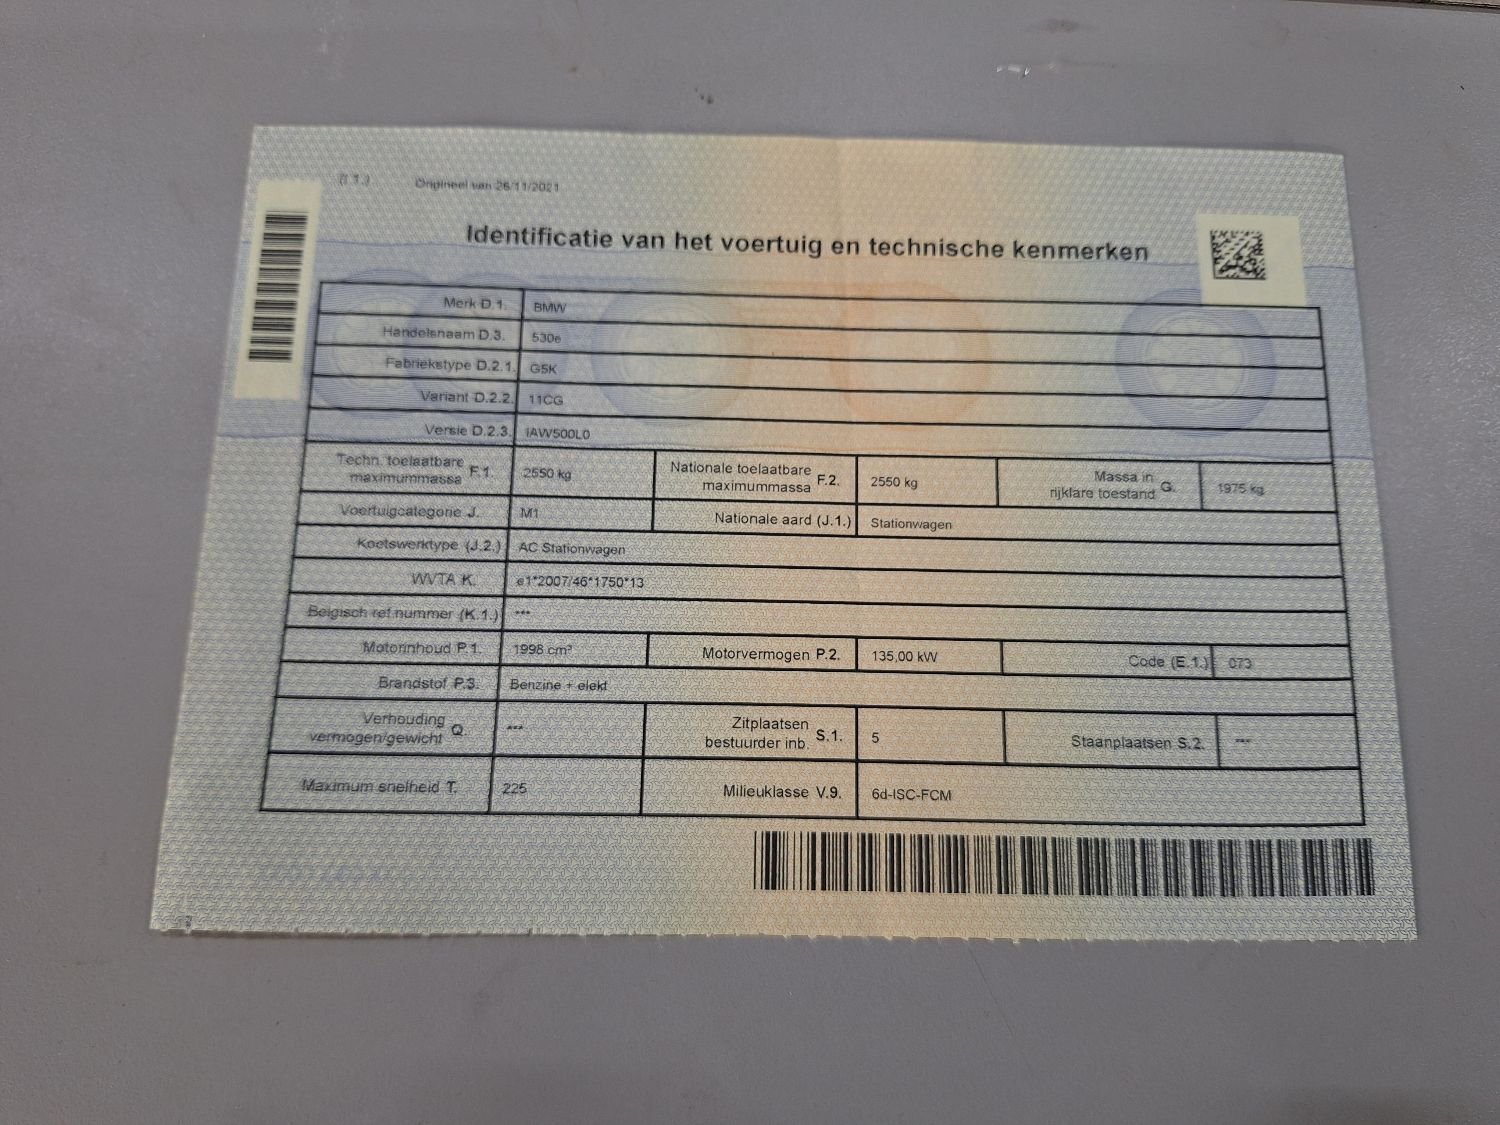 (I.1.) Origineel van 26/11/2021
Identificatie van het voertuig en technische kenmerken
Merk D.1. BMW
Handelsnaam D.3. 530e
Fabriekstype D.2.1. G5K
Variant D.2.2. 11CG
Versie D.2.3. IAW500L0
Techn. toelaatbare maximummassa F.1. 2550 kg Nationale toelaatbare maximummassa F.2. 2550 kg Massa in rijklare toestand G. 1975 kg
Voertuigcategorie J. M1 Nationale aard (J.1.) Stationwagen
Koetswerktype (J.2.) AC Stationwagen
WVTA K. e1*2007/46*1750*13
Belgisch ref.nummer (K.1.) ***
Motorinhoud P.1. 1998 cm³ Motorvermogen P.2. 135,00 kW Code (E.1.) 073
Brandstof P.3. Benzine + elekt
Verhouding vermogen/gewicht Q. *** Zitplaatsen bestuurder inb. S.1. 5 Staanplaatsen S.2. ***
Maximum snelheid T. 225 Milieuklasse V.9. 6d-ISC-FCM